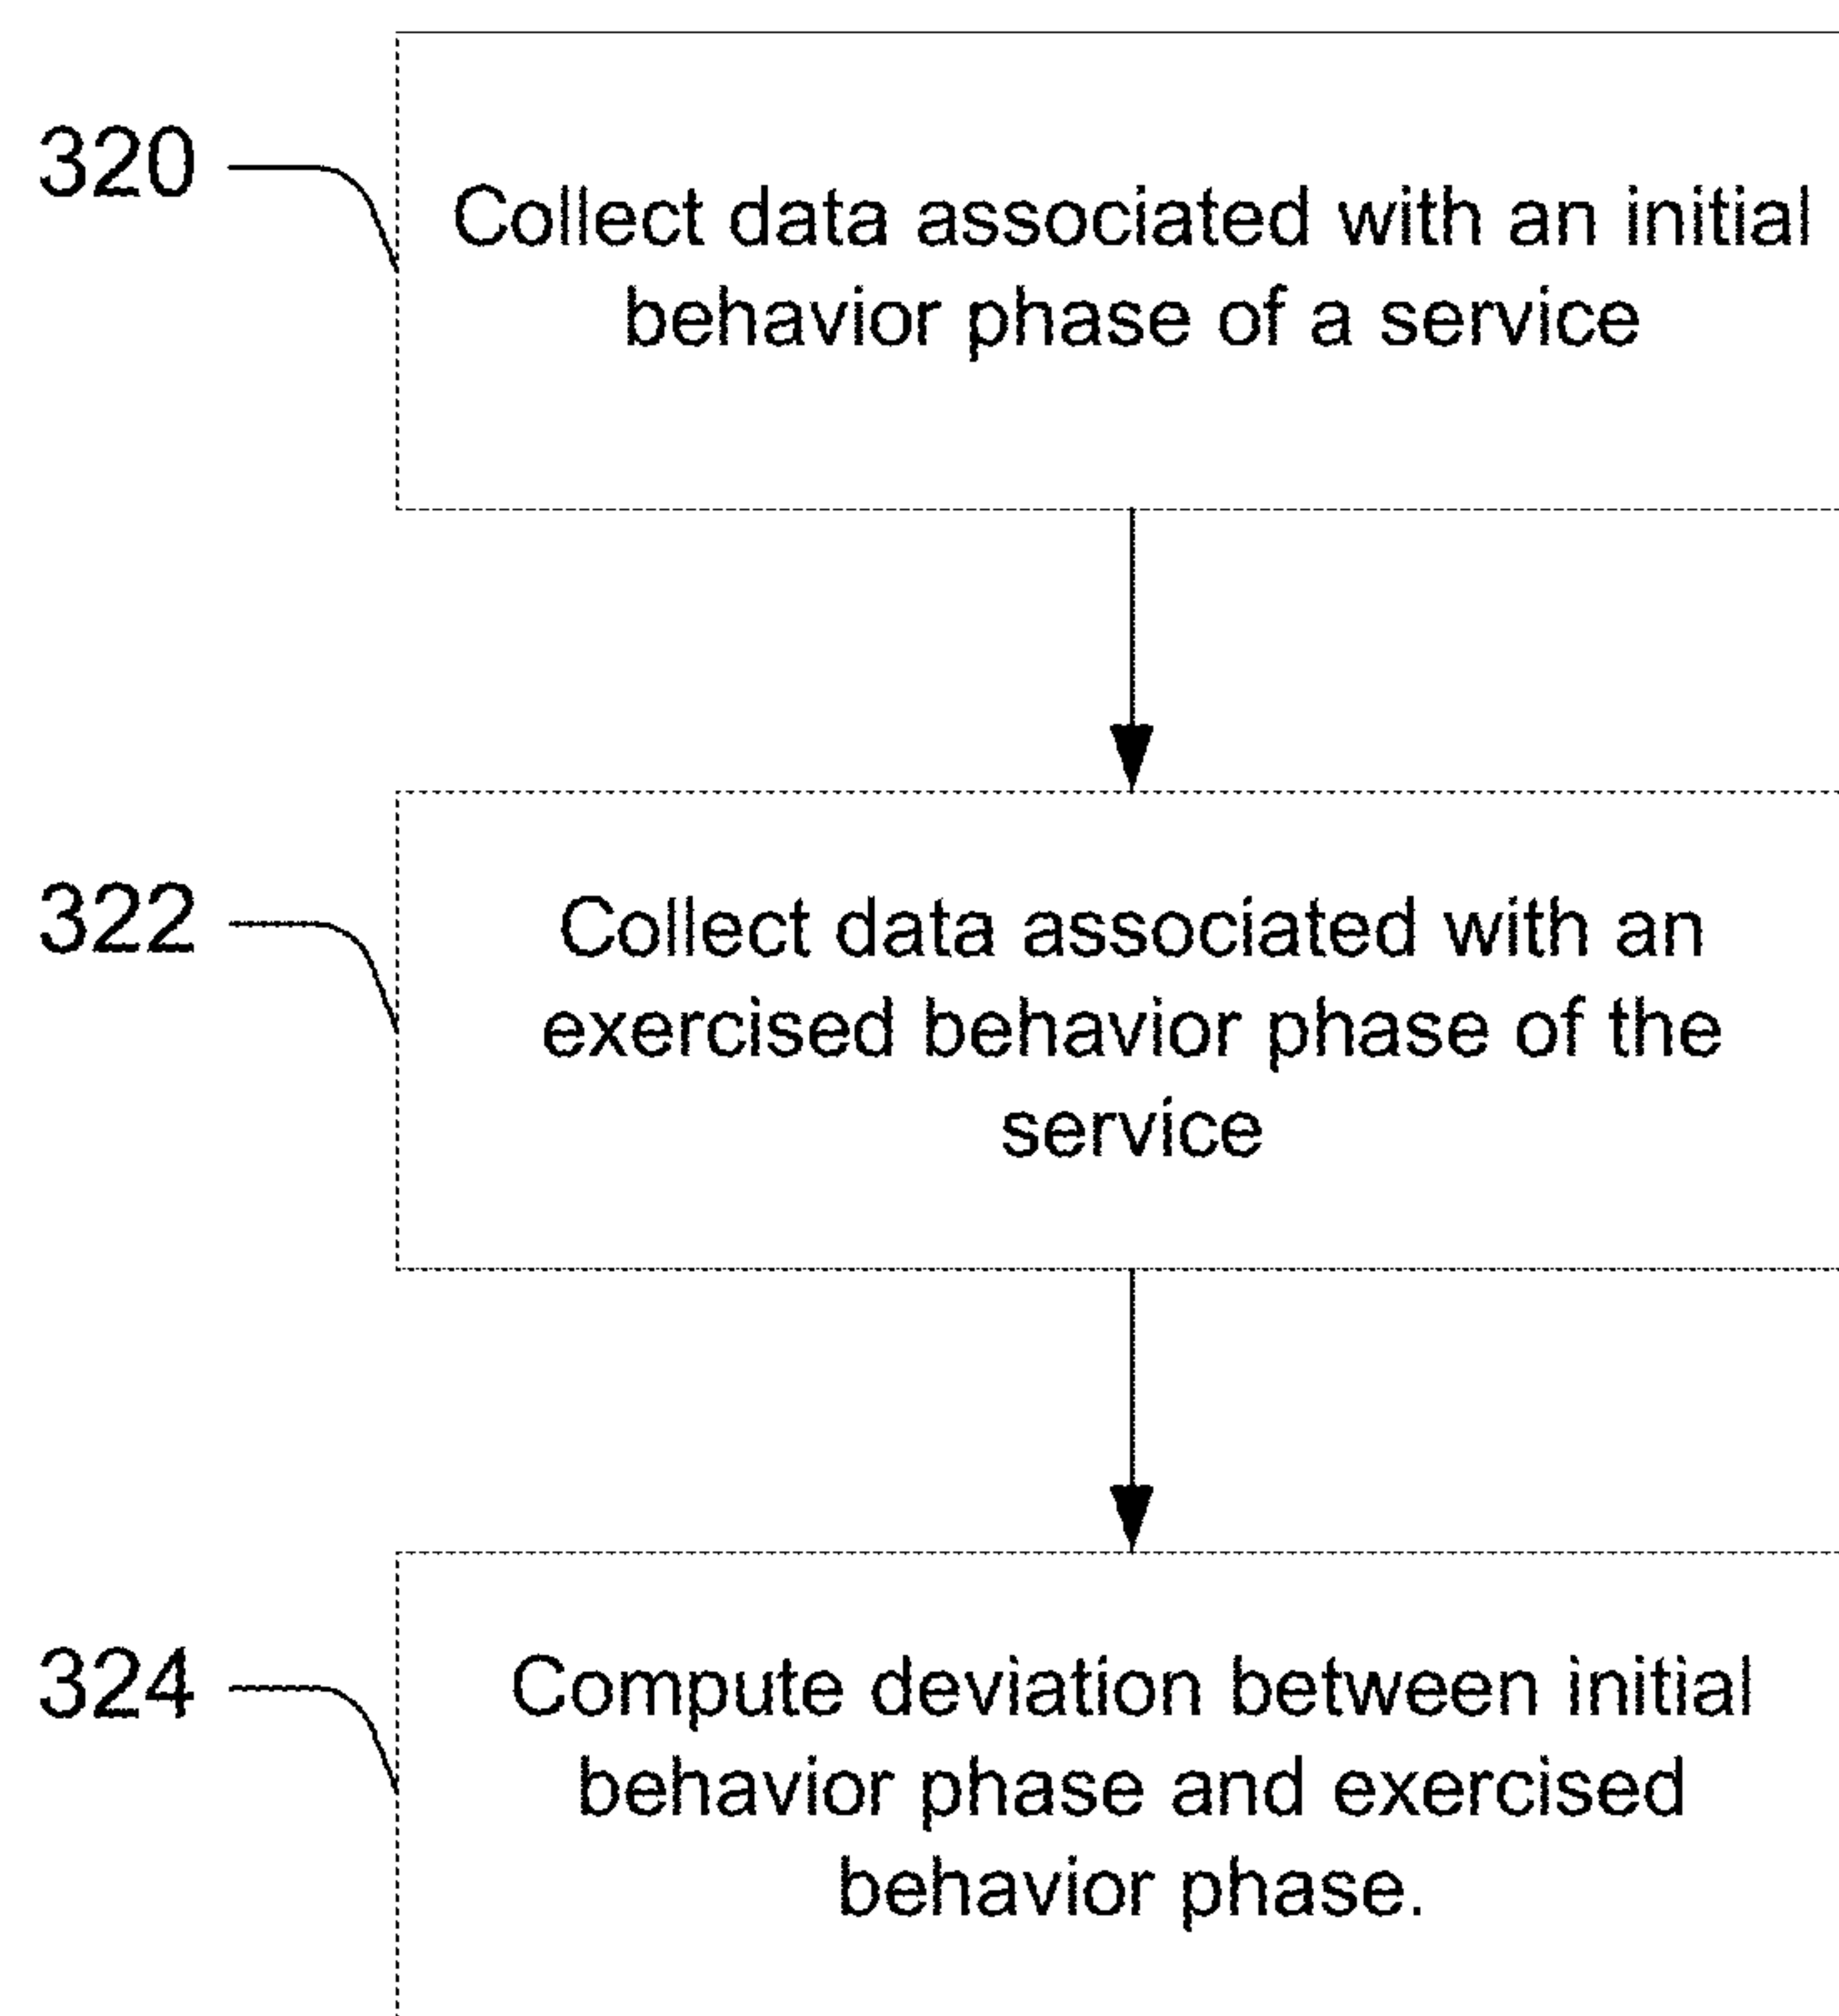 320
Collect data associated with an initial
behavior phase of a service
322
Collect data associated with an
exercised behavior phase of the
service
324
Compute deviation between initial
behavior phase and exercised
behavior phase.